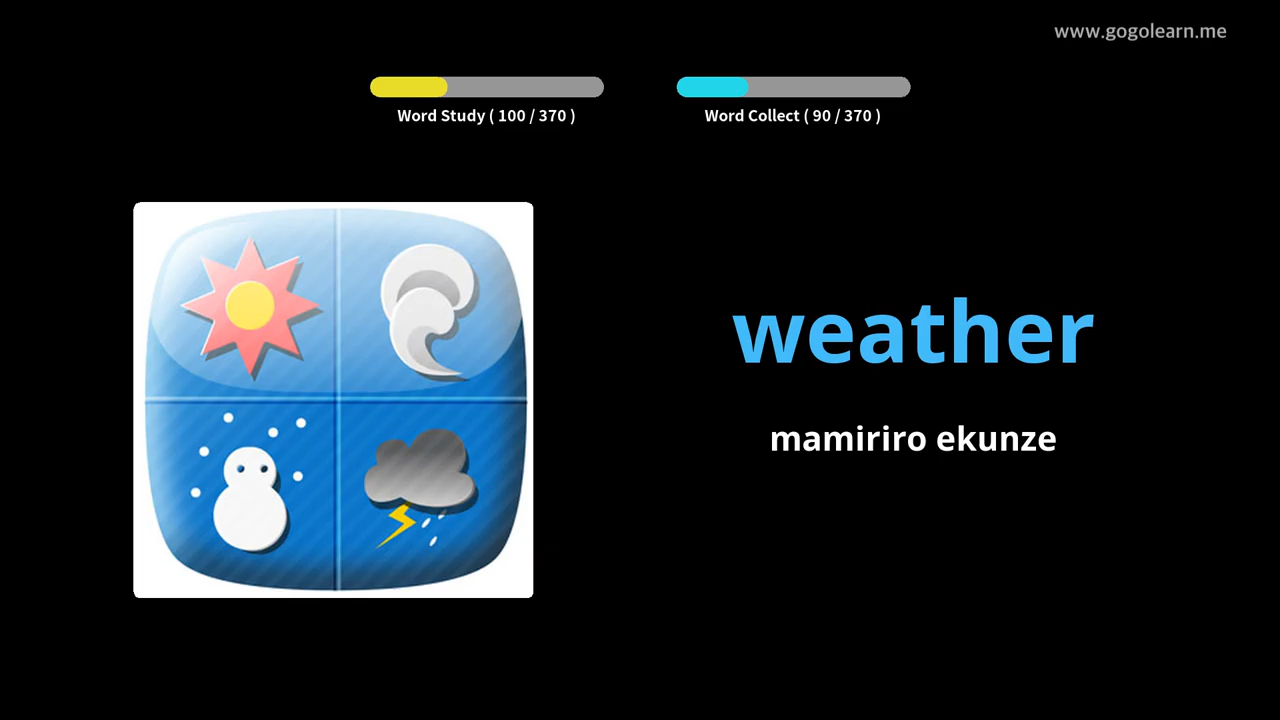 www.gogolearn.me
Word Study ( 100 / 370 )
Word Collect ( 90 / 370 )
weather
mamiriro ekunze